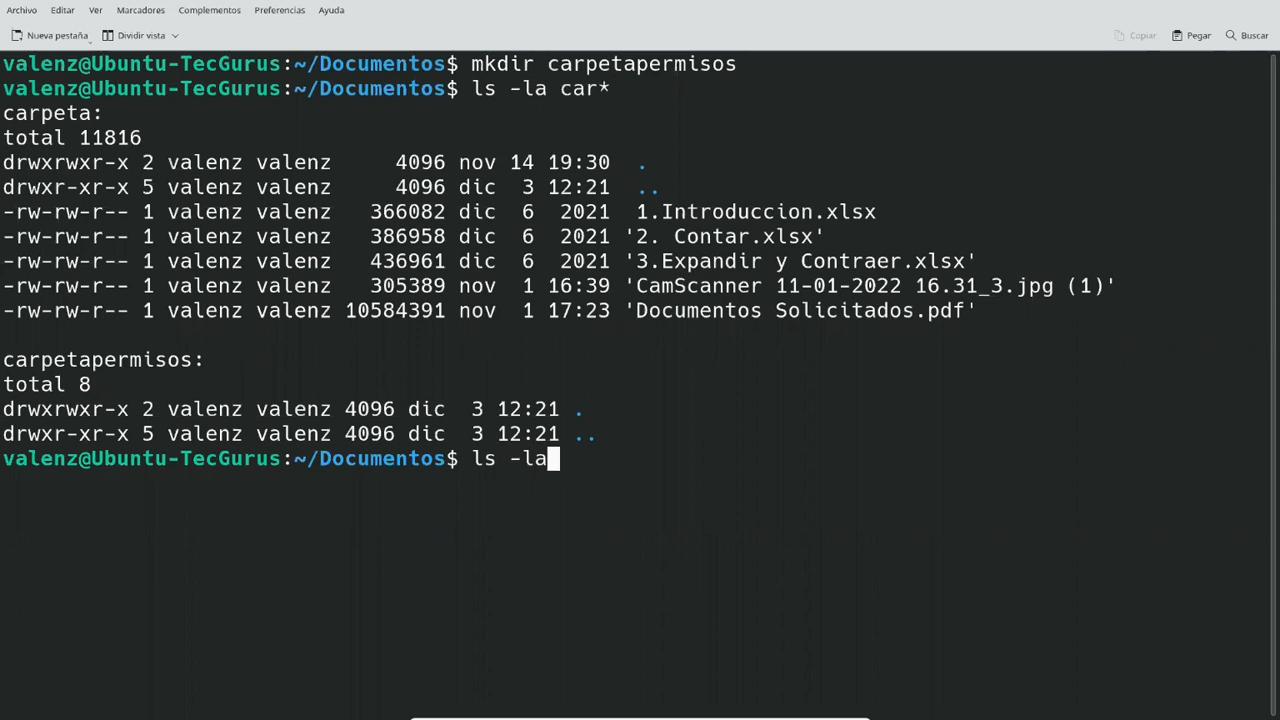 Archivo Editar Ver Marcadores Complementos Preferencias Ayuda
Nueva pestaña Dividir vista Copiar Pegar Buscar
valenz@Ubuntu-TecGurus:~/Documentos$ mkdir carpetapermisos
valenz@Ubuntu-TecGurus:~/Documentos$ ls -la car*
carpeta:
total 11816
drwxrwxr-x 2 valenz valenz     4096 nov 14 19:30  .
drwxr-xr-x 5 valenz valenz     4096 dic  3 12:21  ..
-rw-rw-r-- 1 valenz valenz   366082 dic  6  2021  1.Introduccion.xlsx
-rw-rw-r-- 1 valenz valenz   386958 dic  6  2021 '2. Contar.xlsx'
-rw-rw-r-- 1 valenz valenz   436961 dic  6  2021 '3.Expandir y Contraer.xlsx'
-rw-rw-r-- 1 valenz valenz   305389 nov  1 16:39 'CamScanner 11-01-2022 16.31_3.jpg (1)'
-rw-rw-r-- 1 valenz valenz 10584391 nov  1 17:23 'Documentos Solicitados.pdf'
carpetapermisos:
total 8
drwxrwxr-x 2 valenz valenz 4096 dic  3 12:21 .
drwxr-xr-x 5 valenz valenz 4096 dic  3 12:21 ..
valenz@Ubuntu-TecGurus:~/Documentos$ ls -la